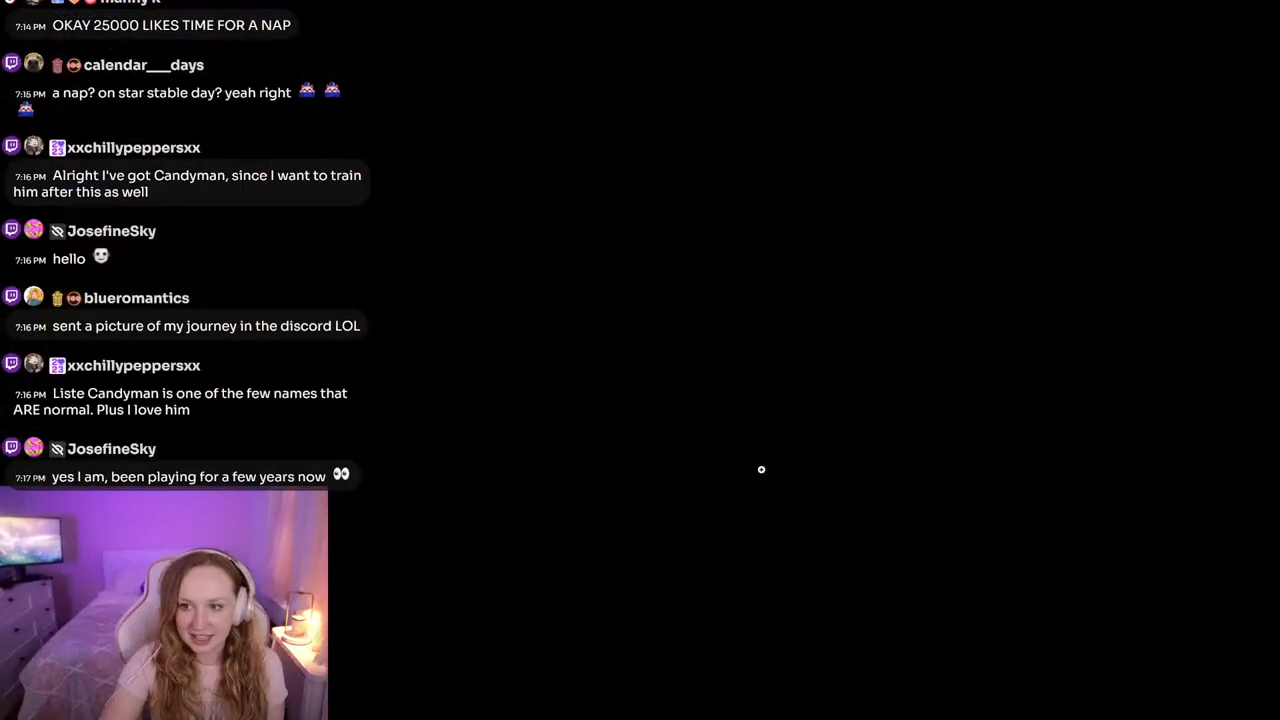 7:14 PM OKAY 25000 LIKES TIME FOR A NAP
calendar___days
7:15 PM a nap? on star stable day? yeah right
xxchillypeppersxx
7:16 PM Alright I've got Candyman, since I want to train
him after this as well
JosefineSky
7:16 PM hello
blueromantics
7:16 PM sent a picture of my journey in the discord LOL
xxchillypeppersxx
7:16 PM Liste Candyman is one of the few names that
ARE normal. Plus I love him
JosefineSky
7:17 PM yes I am, been playing for a few years now